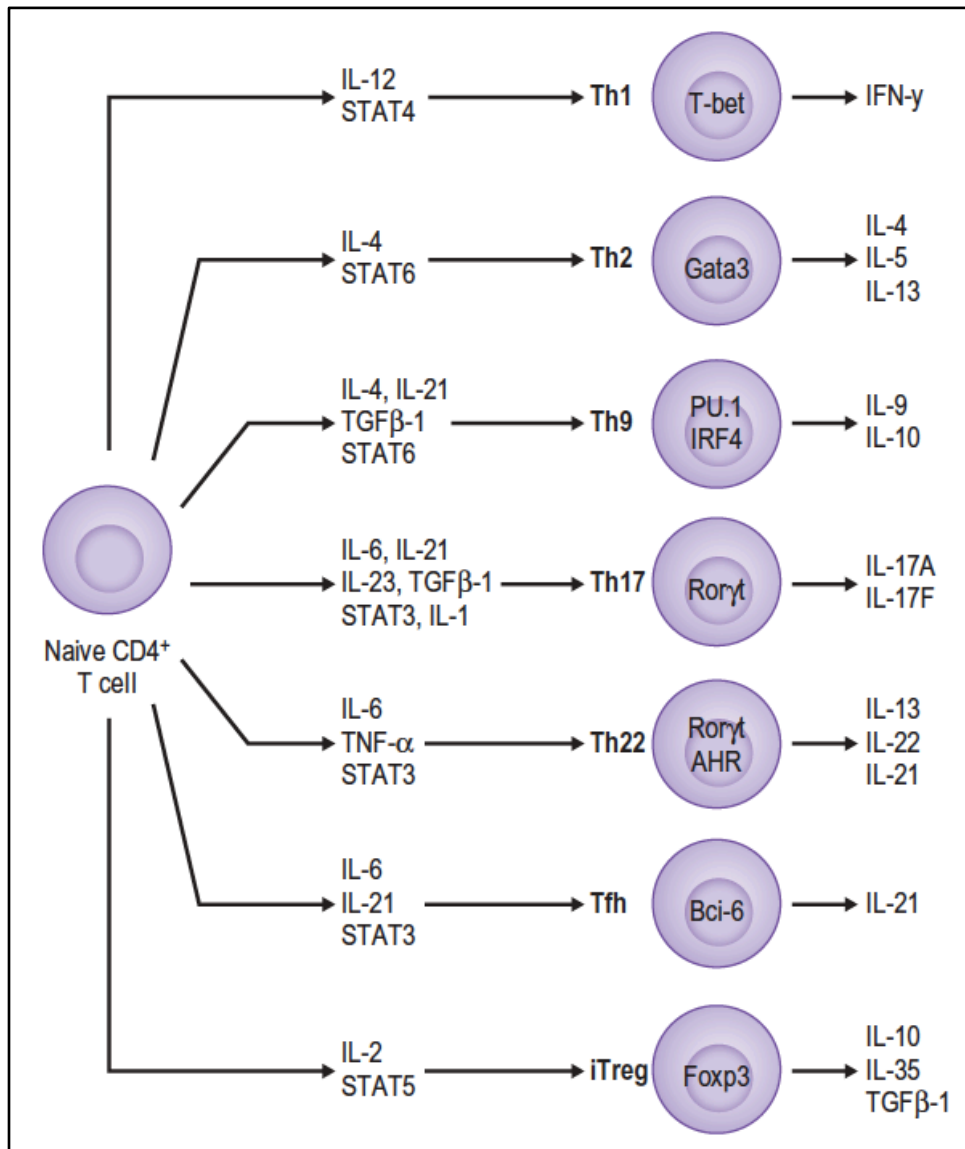 IL-12
STAT4
Th1
T-bet
IFN-y
IL-4
STAT6
Th2
Gata3
IL-4
IL-5
IL-13
IL-4, IL-21
TGFβ-1
STAT6
Th9
PU.1
IRF4
IL-9
IL-10
Naive CD4⁺
T cell
IL-6, IL-21
IL-23, TGFβ-1
STAT3, IL-1
Th17
Rorγt
IL-17A
IL-17F
IL-6
TNF-α
STAT3
Th22
Rorγt
AHR
IL-13
IL-22
IL-21
IL-6
IL-21
STAT3
Tfh
Bci-6
IL-21
IL-2
STAT5
iTreg
Foxp3
IL-10
IL-35
TGFβ-1